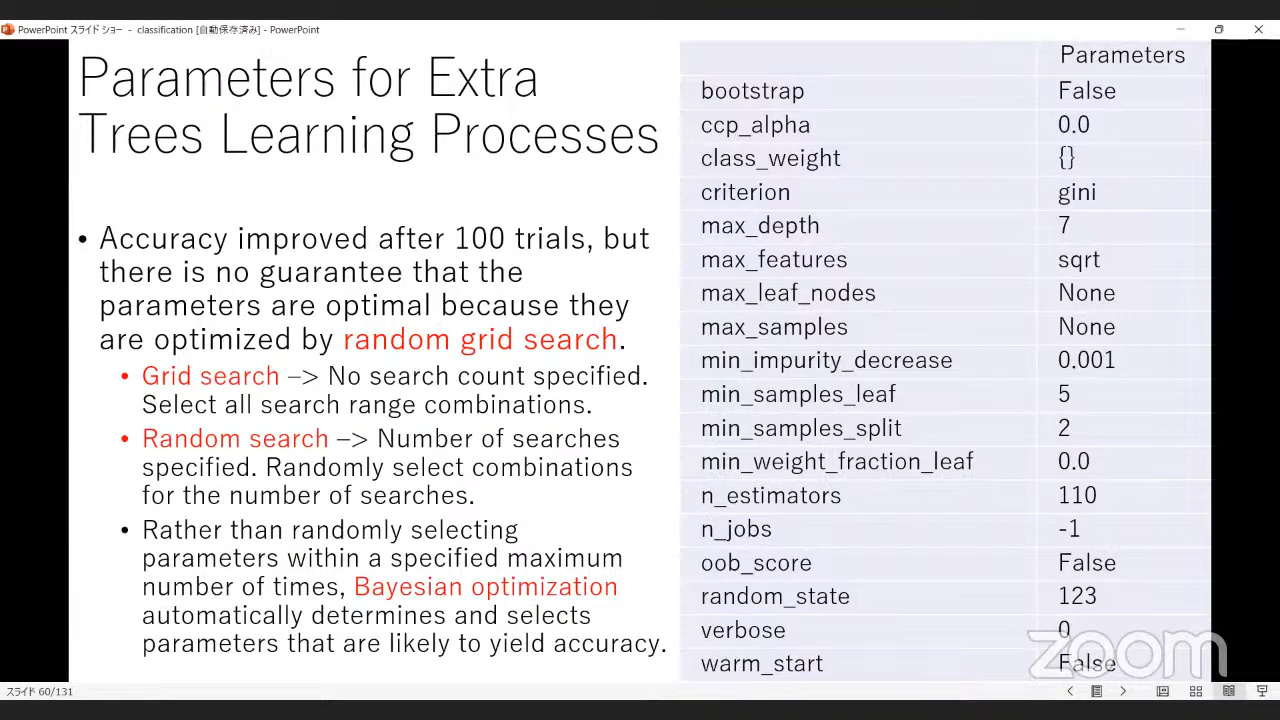 PowerPoint スライド ショー - classification [自動保存済み] - PowerPoint
Parameters for Extra
Trees Learning Processes
• Accuracy improved after 100 trials, but
there is no guarantee that the
parameters are optimal because they
are optimized by random grid search.
• Grid search –> No search count specified.
Select all search range combinations.
• Random search –> Number of searches
specified. Randomly select combinations
for the number of searches.
• Rather than randomly selecting
parameters within a specified maximum
number of times, Bayesian optimization
automatically determines and selects
parameters that are likely to yield accuracy.
Parameters
bootstrap False
ccp_alpha 0.0
class_weight {}
criterion gini
max_depth 7
max_features sqrt
max_leaf_nodes None
max_samples None
min_impurity_decrease 0.001
min_samples_leaf 5
min_samples_split 2
min_weight_fraction_leaf 0.0
n_estimators 110
n_jobs -1
oob_score False
random_state 123
verbose 0
warm_start False
zoom
スライド 60/131